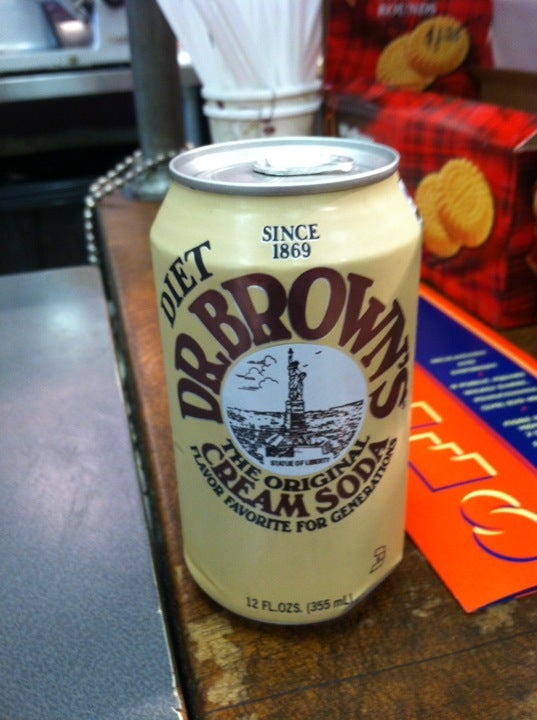 ROUNDS
SINCE
1869
DIET
DR. BROWN'S
STATUE OF LIBERTY
THE ORIGINAL
CREAM SODA
FLAVOR FAVORITE FOR GENERATIONS
12 FL.OZS. (355 mL)